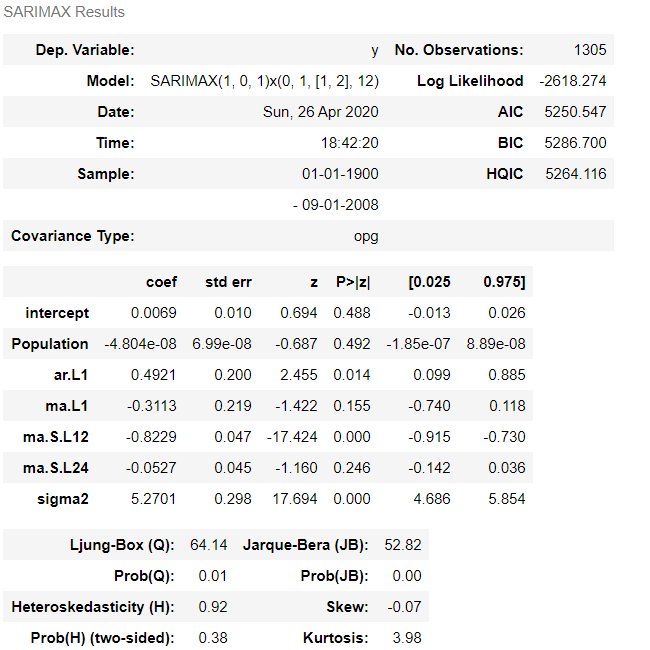 SARIMAX Results
Dep. Variable: y No. Observations: 1305
Model: SARIMAX(1, 0, 1)x(0, 1, [1, 2], 12) Log Likelihood -2618.274
Date: Sun, 26 Apr 2020 AIC 5250.547
Time: 18:42:20 BIC 5286.700
Sample: 01-01-1900 HQIC 5264.116
- 09-01-2008
Covariance Type: opg
coef std err z P>|z| [0.025 0.975]
intercept 0.0069 0.010 0.694 0.488 -0.013 0.026
Population -4.804e-08 6.99e-08 -0.687 0.492 -1.85e-07 8.89e-08
ar.L1 0.4921 0.200 2.455 0.014 0.099 0.885
ma.L1 -0.3113 0.219 -1.422 0.155 -0.740 0.118
ma.S.L12 -0.8229 0.047 -17.424 0.000 -0.915 -0.730
ma.S.L24 -0.0527 0.045 -1.160 0.246 -0.142 0.036
sigma2 5.2701 0.298 17.694 0.000 4.686 5.854
Ljung-Box (Q): 64.14 Jarque-Bera (JB): 52.82
Prob(Q): 0.01 Prob(JB): 0.00
Heteroskedasticity (H): 0.92 Skew: -0.07
Prob(H) (two-sided): 0.38 Kurtosis: 3.98